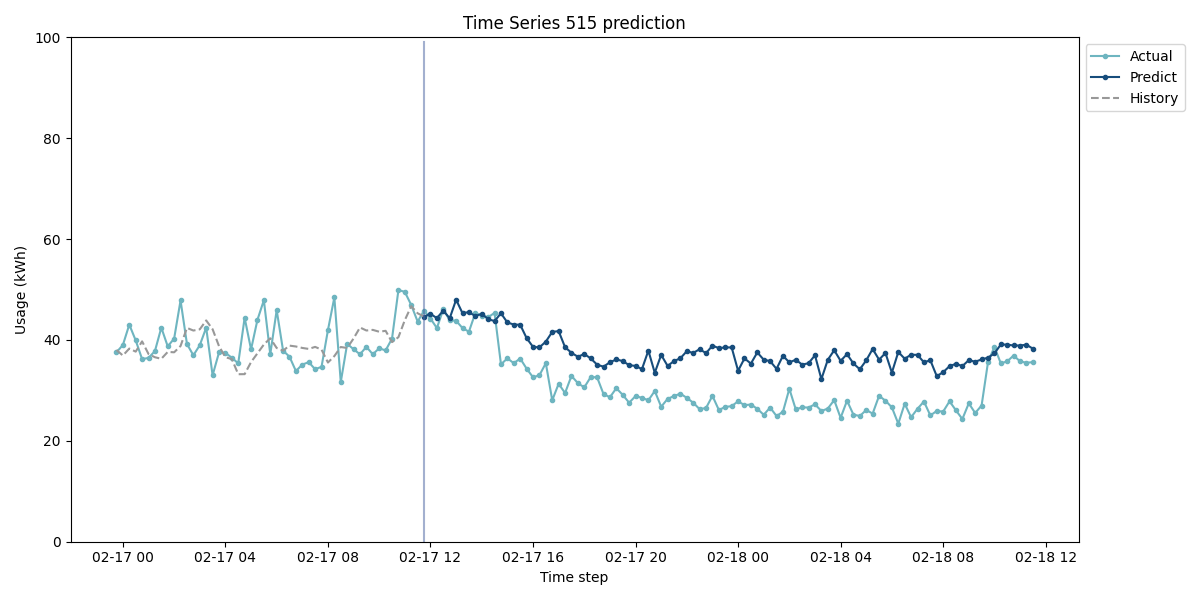 Time Series 515 prediction
100
80
60
40
20
0
Usage (kWh)
02-17 00 02-17 04 02-17 08 02-17 12 02-17 16 02-17 20 02-18 00 02-18 04 02-18 08 02-18 12
Time step
Actual
Predict
History